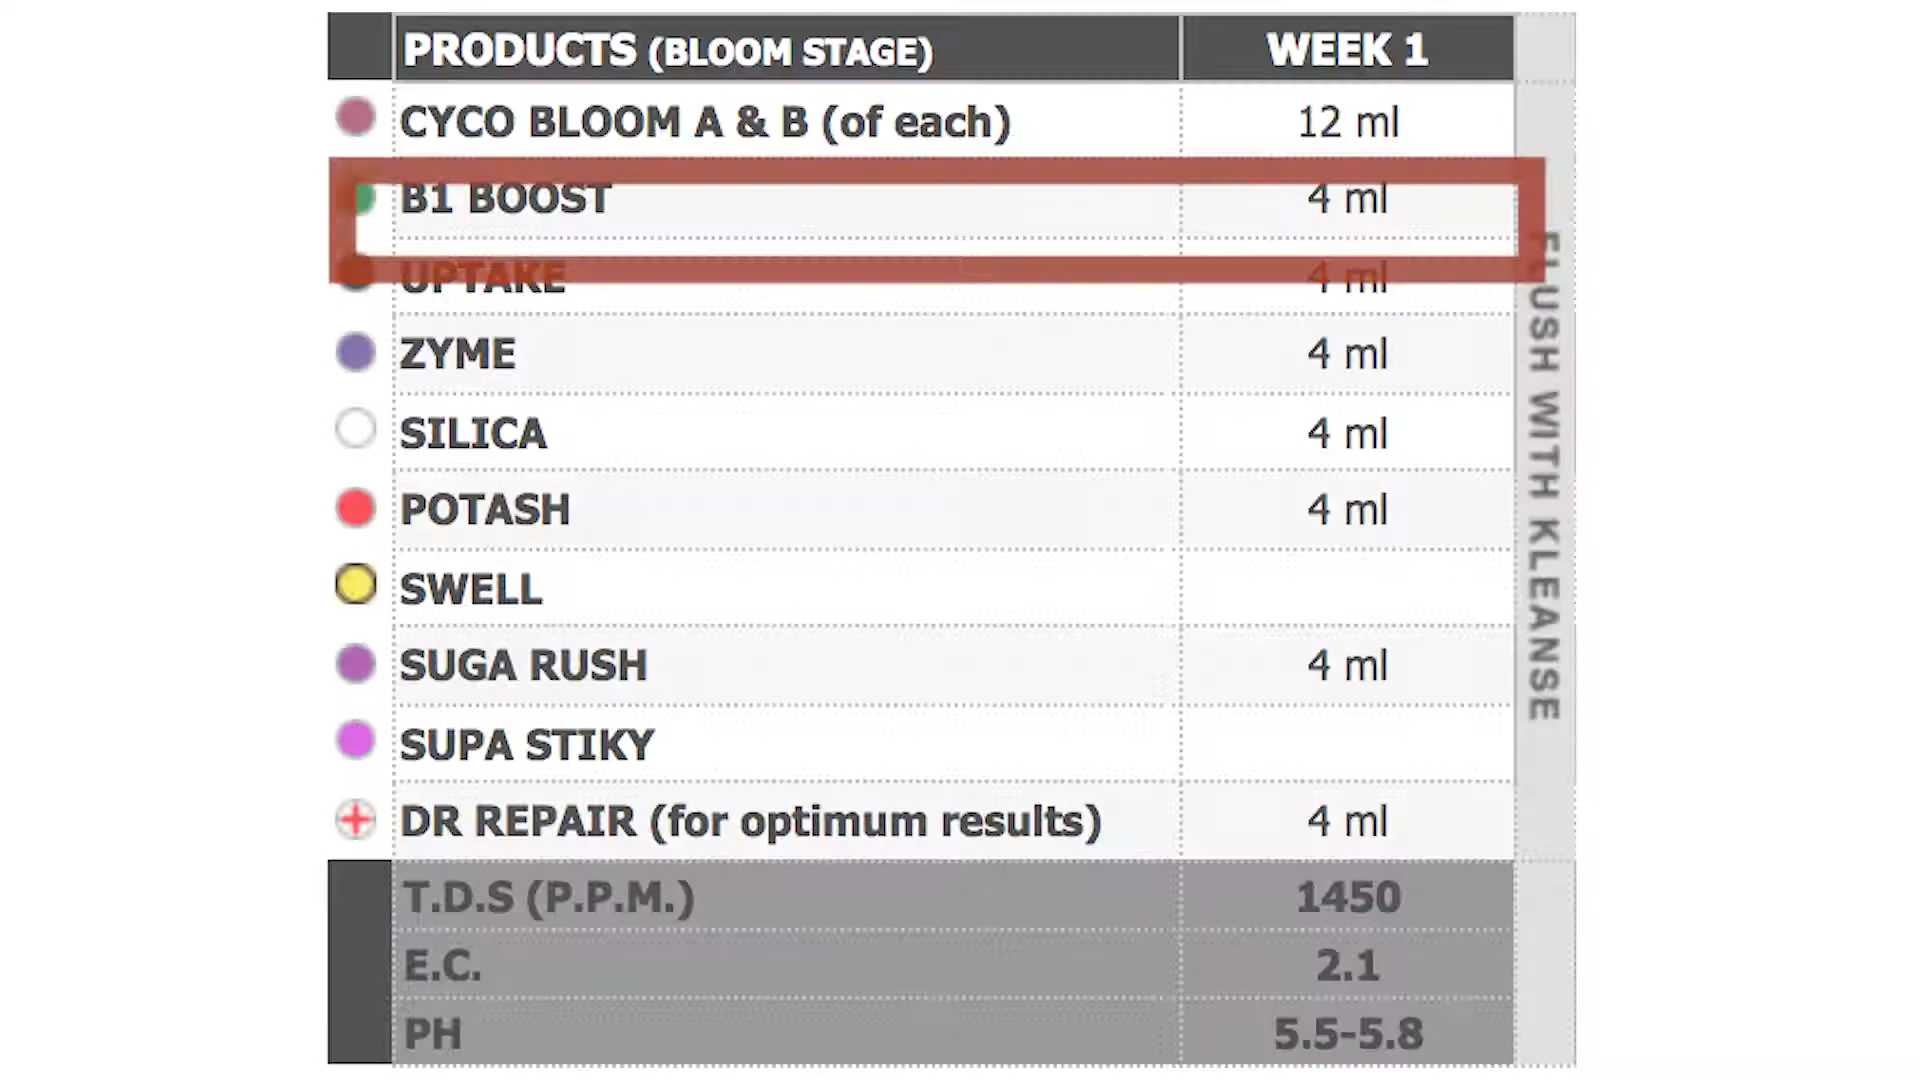 PRODUCTS (BLOOM STAGE) WEEK 1
CYCO BLOOM A & B (of each) 12 ml
B1 BOOST 4 ml
UPTAKE 4 ml
ZYME 4 ml
SILICA 4 ml
POTASH 4 ml
SWELL
SUGA RUSH 4 ml
SUPA STIKY
DR REPAIR (for optimum results) 4 ml
T.D.S (P.P.M.) 1450
E.C. 2.1
PH 5.5-5.8
FLUSH WITH KLEANSE